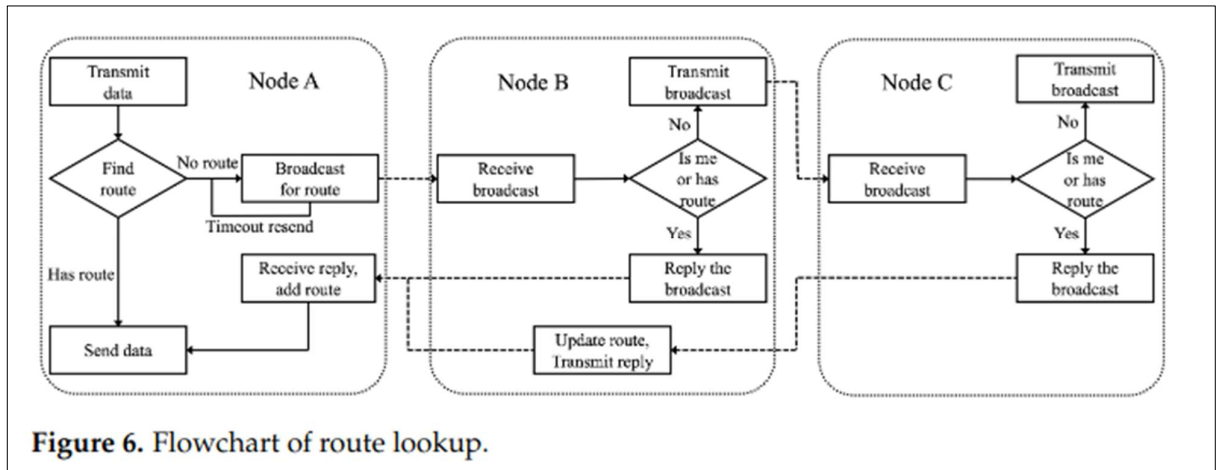 Transmit
data
Node A
Find
route
No route
Broadcast
for route
Timeout resend
Has route
Receive reply,
add route
Send data
Node B
Transmit
broadcast
No
Receive
broadcast
Is me
or has
route
Yes
Reply the
broadcast
Update route,
Transmit reply
Node C
Transmit
broadcast
No
Receive
broadcast
Is me
or has
route
Yes
Reply the
broadcast
Figure 6. Flowchart of route lookup.